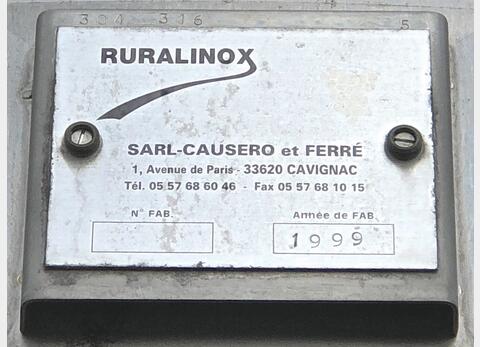 304 316 5
RURALINOX
SARL-CAUSERO et FERRÉ
1, Avenue de Paris - 33620 CAVIGNAC
Tél. 05 57 68 60 46 - Fax 05 57 68 10 15
N° FAB. Année de FAB.
1999